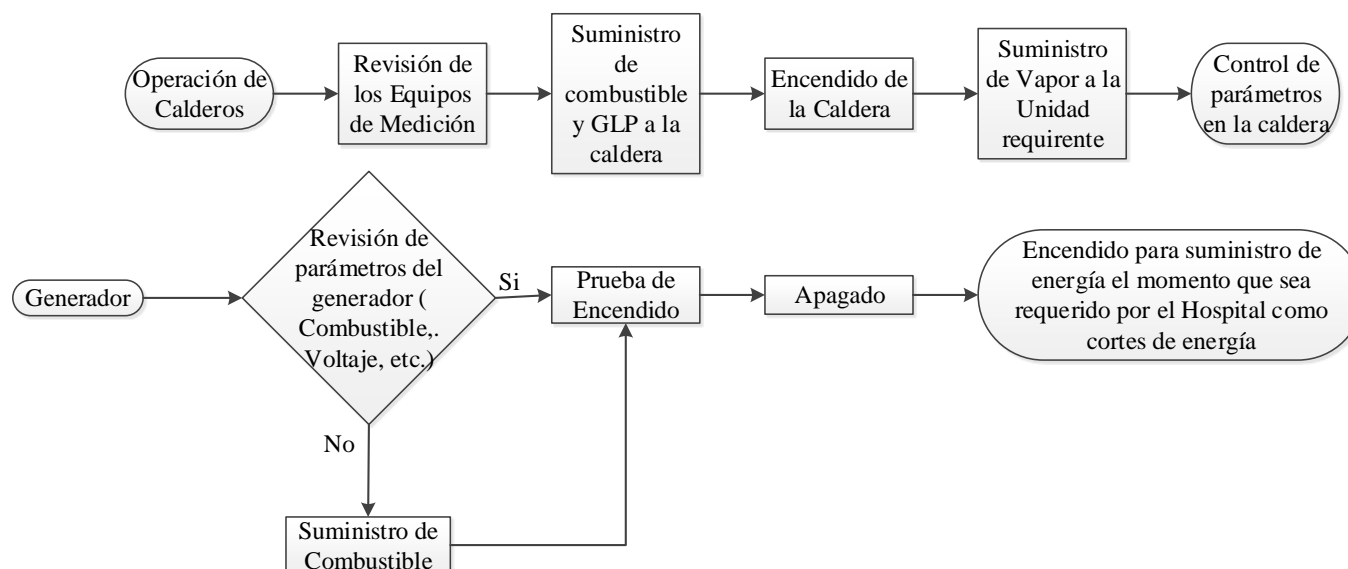 Operación de
Calderos
Revisión de
los Equipos
de Medición
Suministro
de
combustible
y GLP a la
caldera
Encendido de
la Caldera
Suministro
de Vapor a la
Unidad
requirente
Control de
parámetros
en la caldera
Generador
Revisión de
parámetros del
generador (
Combustible,.
Voltaje, etc.)
Si
No
Prueba de
Encendido
Apagado
Encendido para suministro de
energía el momento que sea
requerido por el Hospital como
cortes de energía
Suministro de
Combustible